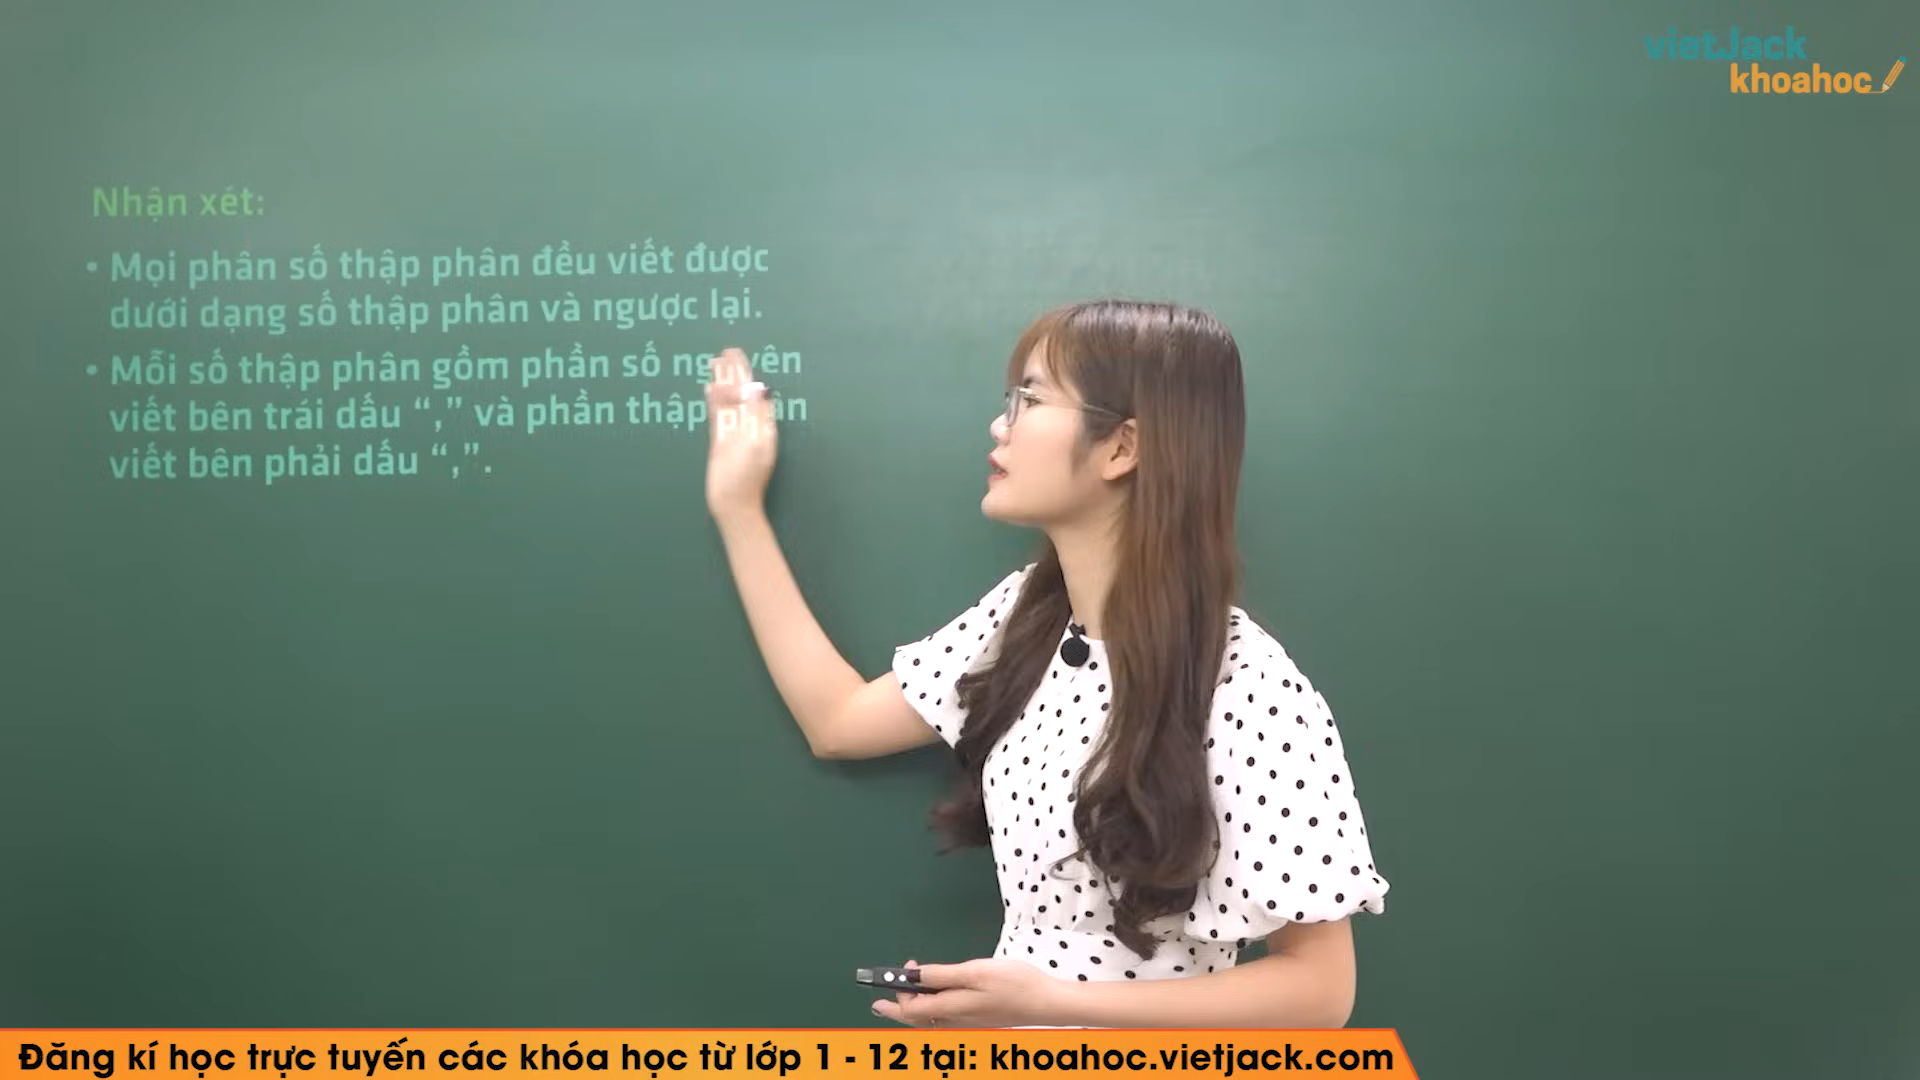 vietJack
khoahoc
Nhận xét:
• Mọi phân số thập phân đều viết được
dưới dạng số thập phân và ngược lại.
• Mỗi số thập phân gồm phần số nguyên
viết bên trái dấu “,” và phần thập phân
viết bên phải dấu “,”.
Đăng kí học trực tuyến các khóa học từ lớp 1 - 12 tại: khoahoc.vietjack.com